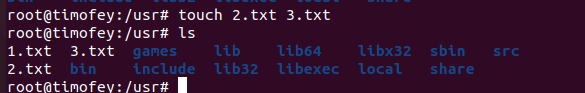 root@timofey:/usr# touch 2.txt 3.txt
root@timofey:/usr# ls
1.txt 3.txt games lib lib64 libx32 sbin src
2.txt bin include lib32 libexec local share
root@timofey:/usr#